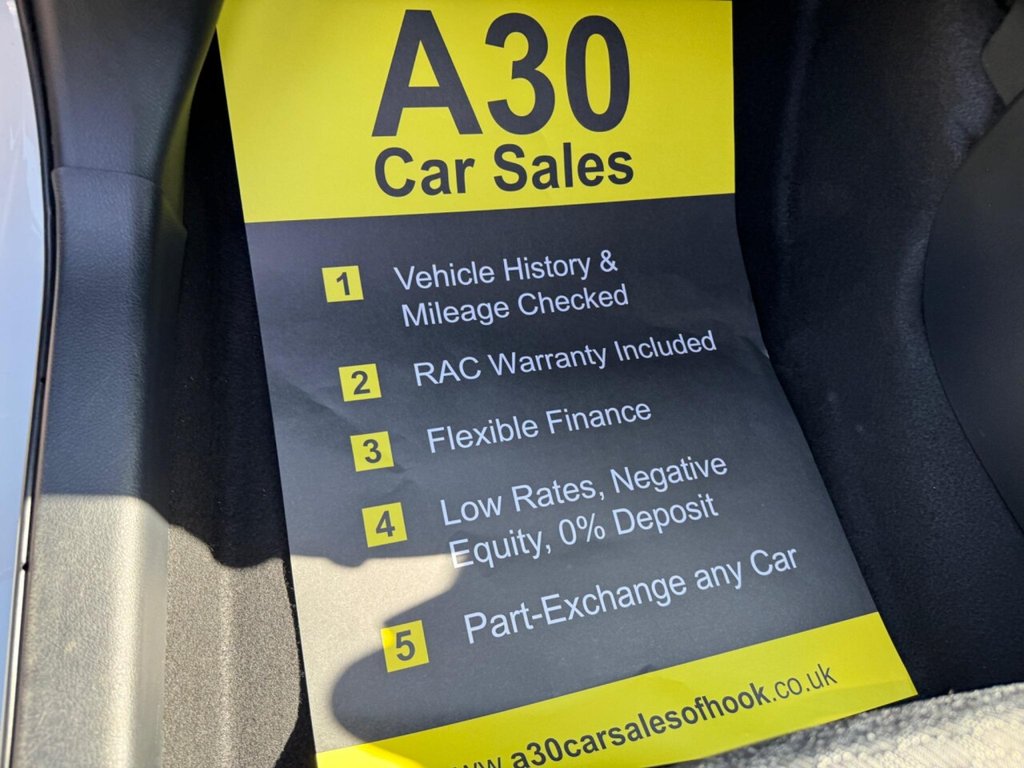 A30
Car Sales
1 Vehicle History &
Mileage Checked
2 RAC Warranty Included
3 Flexible Finance
4 Low Rates, Negative
Equity, 0% Deposit
5 Part-Exchange any Car
www.a30carsalesofhook.co.uk